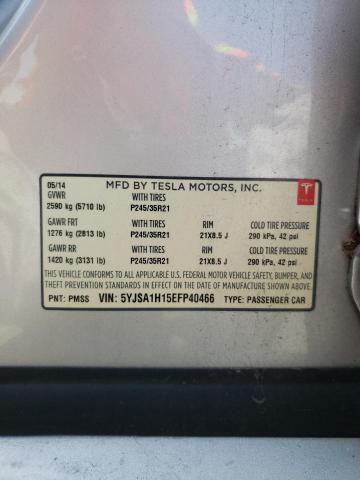 05/14 MFD BY TESLA MOTORS, INC.
GVWR WITH TIRES
2590 kg (5710 lb) P245/35R21
TESLA
GAWR FRT WITH TIRES RIM COLD TIRE PRESSURE
1276 kg (2813 lb) P245/35R21 21X8.5 J 290 kPa, 42 psi
GAWR RR WITH TIRES RIM COLD TIRE PRESSURE
1420 kg (3131 lb) P245/35R21 21X8.5 J 290 kPa, 42 psi
THIS VEHICLE CONFORMS TO ALL APPLICABLE U.S. FEDERAL MOTOR VEHICLE SAFETY, BUMPER, AND
THEFT PREVENTION STANDARDS IN EFFECT ON THE DATE OF MANUFACTURE SHOWN ABOVE.
PNT: PMSS VIN: 5YJSA1H15EFP40466 TYPE: PASSENGER CAR